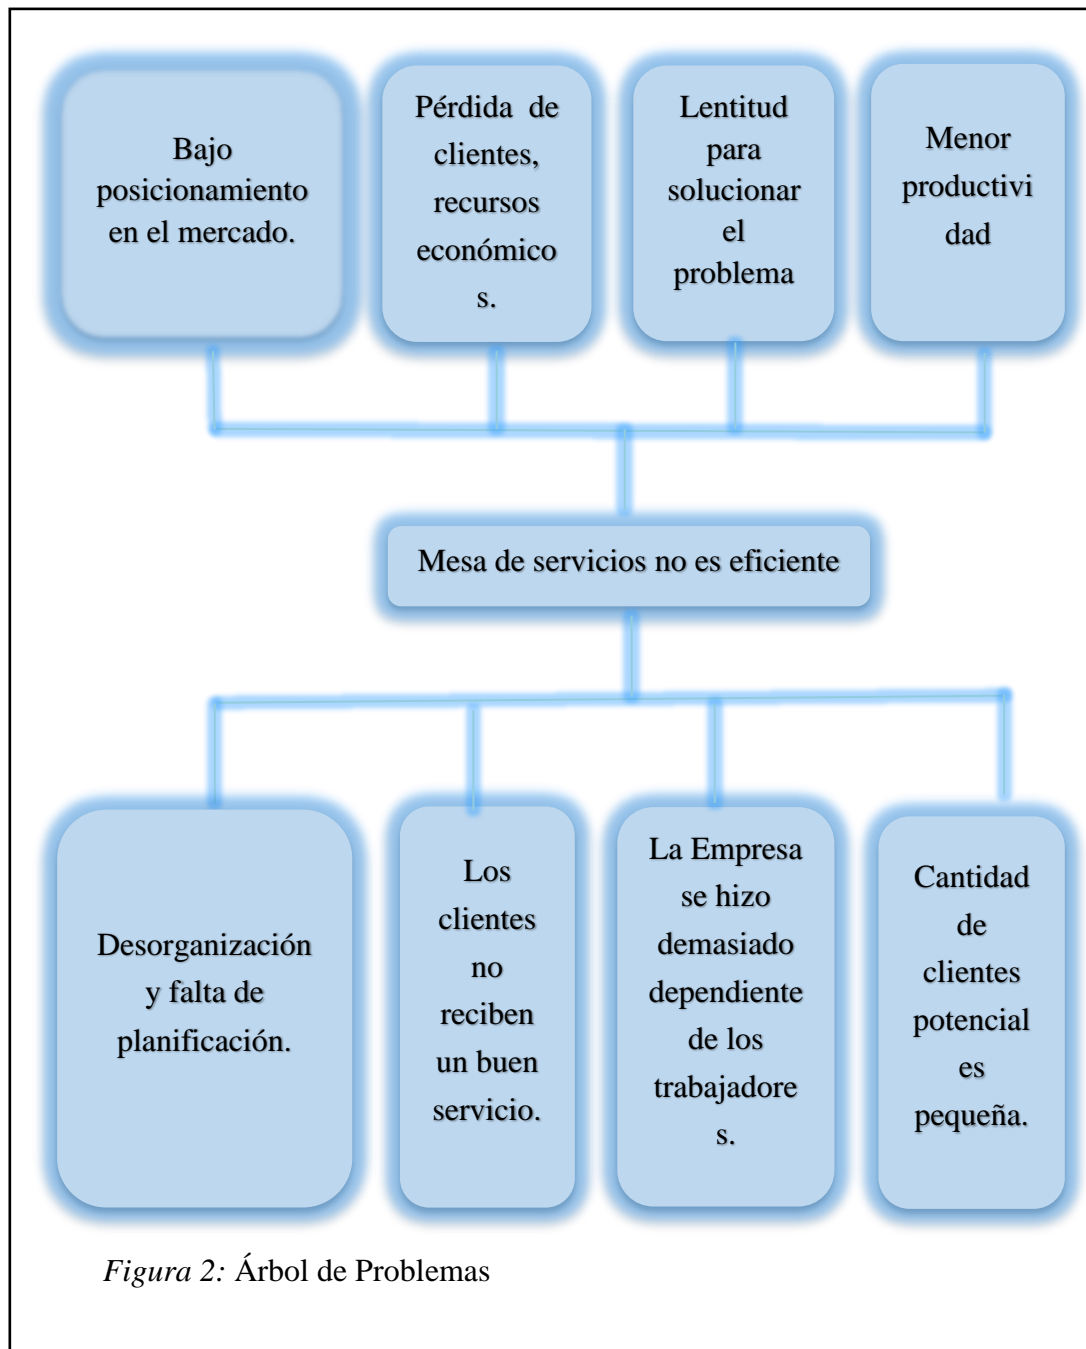 Bajo
posicionamiento
en el mercado.
Pérdida de
clientes,
recursos
económico
s.
Lentitud
para
solucionar
el
problema
Menor
productivi
dad
Mesa de servicios no es eficiente
Desorganización
y falta de
planificación.
Los
clientes
no
reciben
un buen
servicio.
La Empresa
se hizo
demasiado
dependiente
de los
trabajadore
s.
Cantidad
de
clientes
potencial
es
pequeña.
Figura 2: Árbol de Problemas